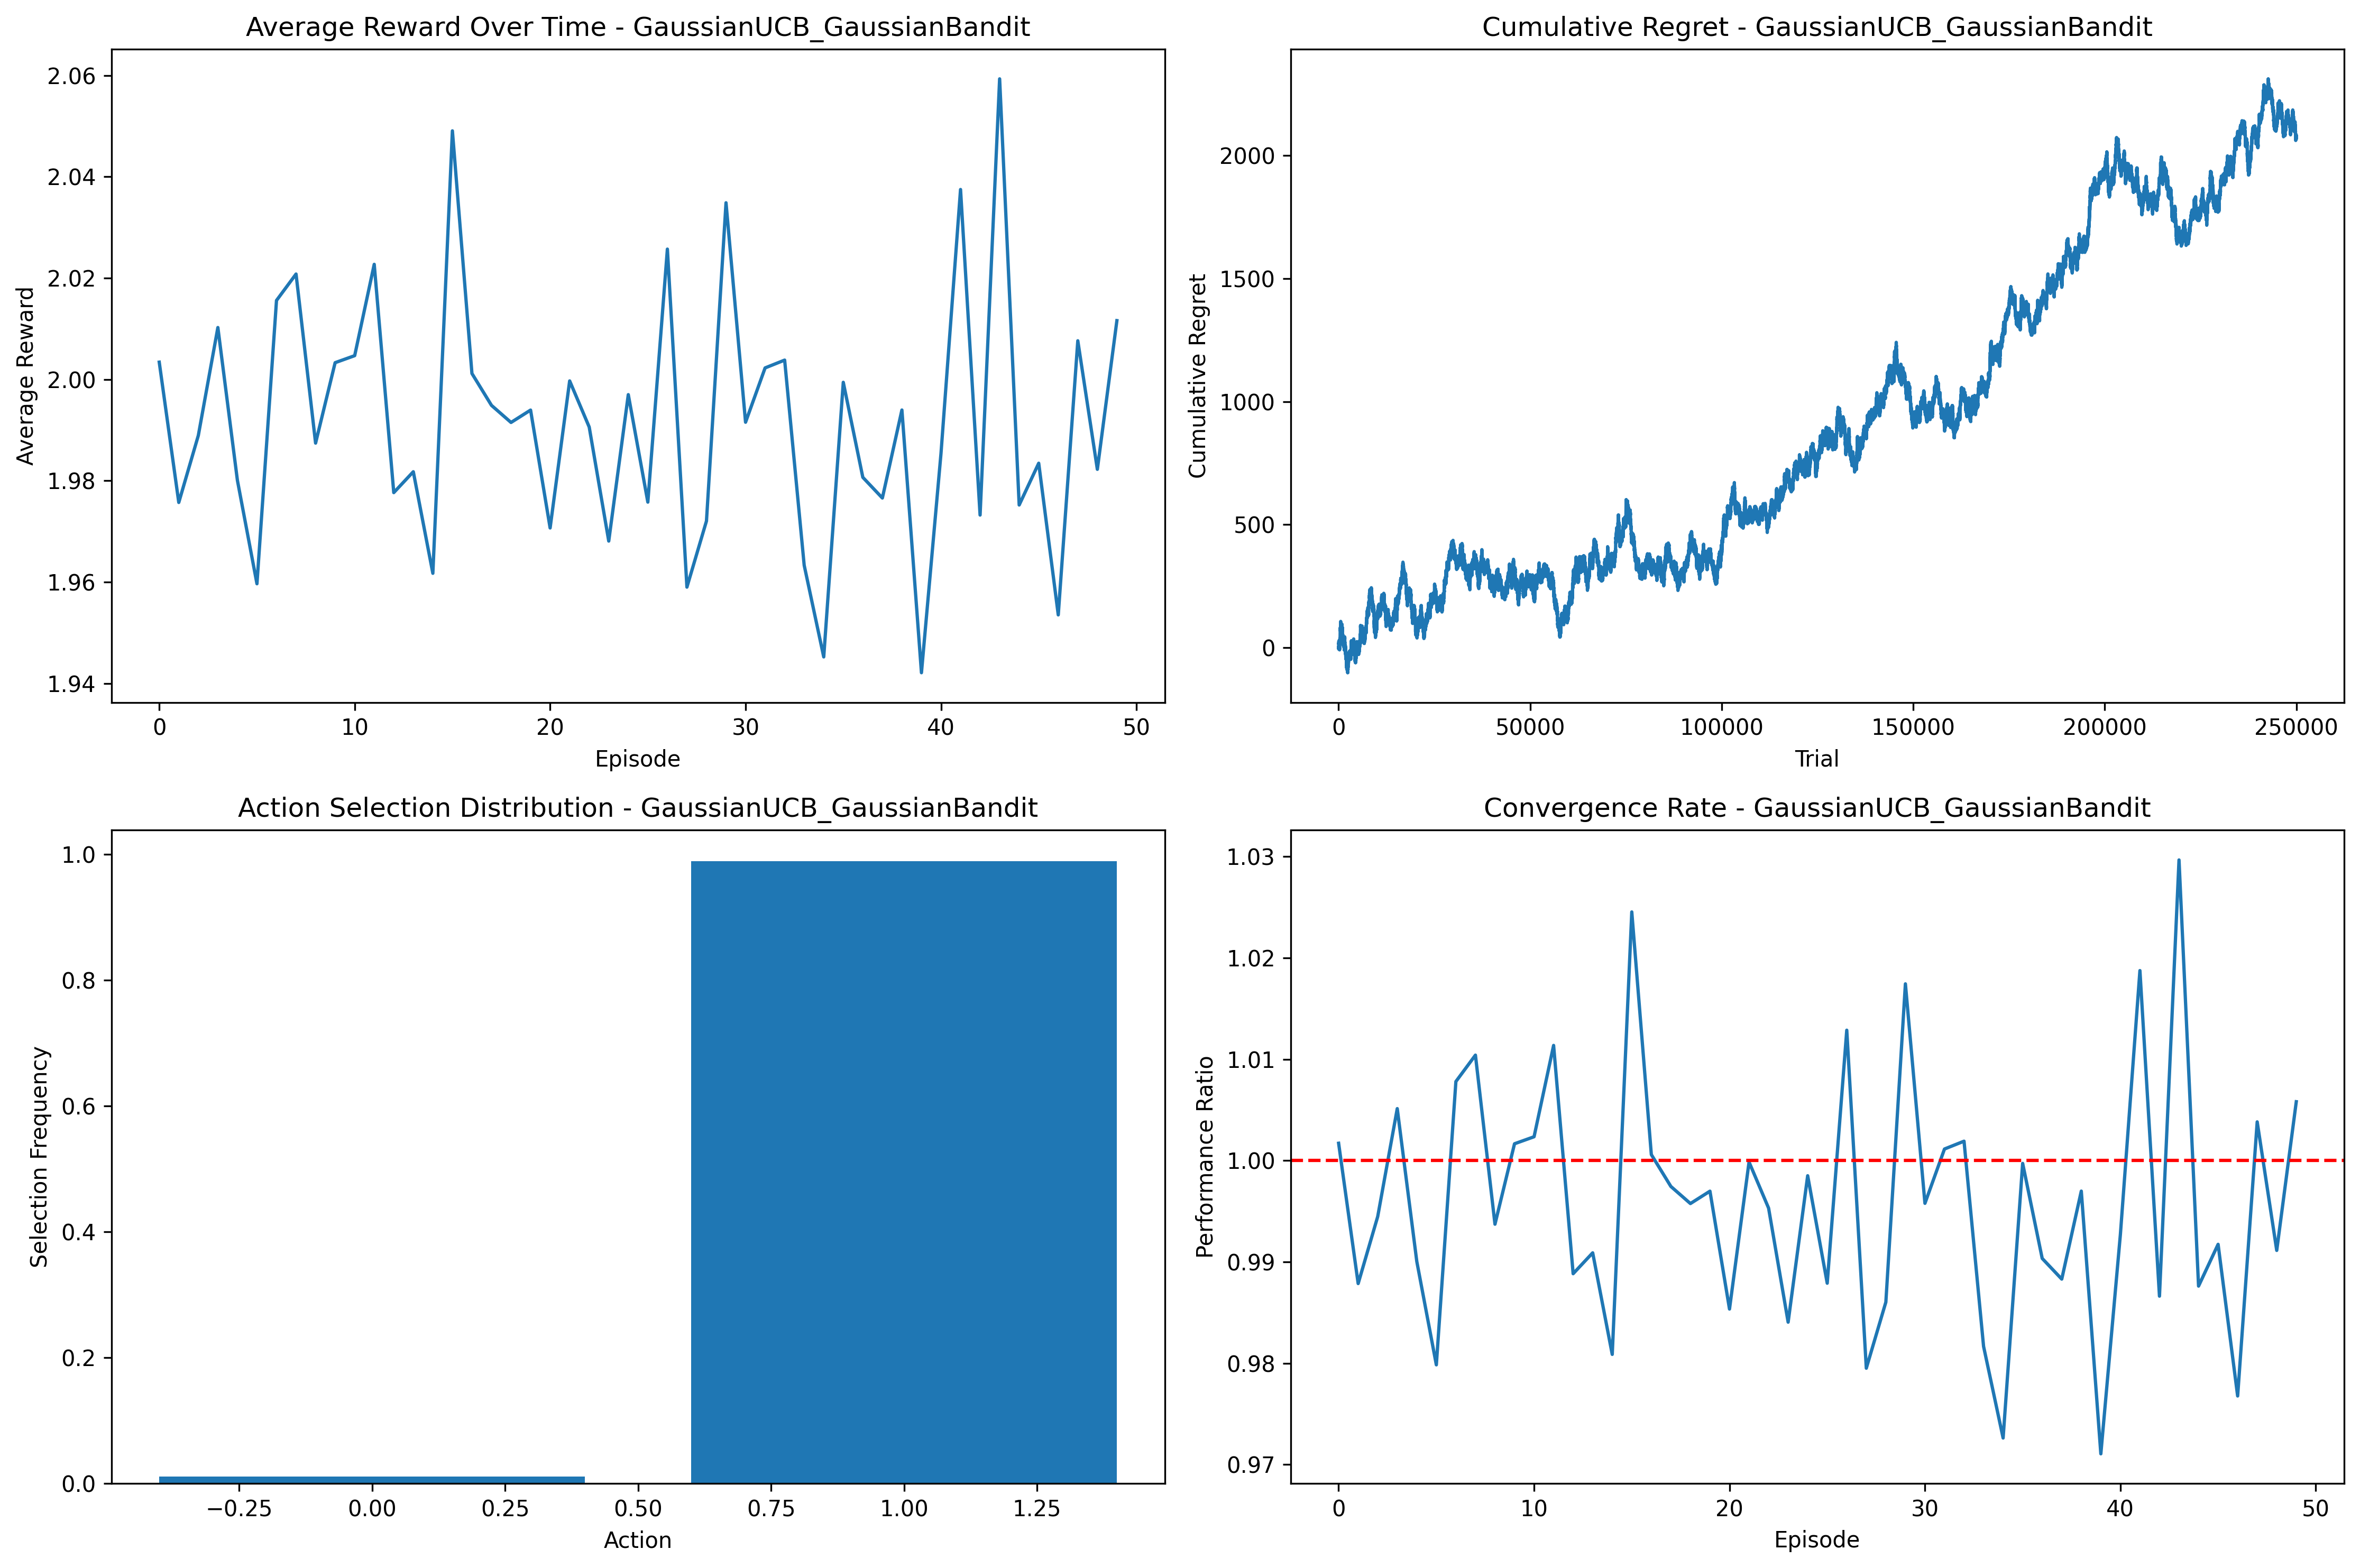 Average Reward Over Time - GaussianUCB_GaussianBandit
2.06
2.04
2.02
2.00
1.98
1.96
1.94
Average Reward
0 10 20 30 40 50
Episode
Cumulative Regret - GaussianUCB_GaussianBandit
2000
1500
1000
500
0
Cumulative Regret
0 50000 100000 150000 200000 250000
Trial
Action Selection Distribution - GaussianUCB_GaussianBandit
1.0
0.8
0.6
0.4
0.2
0.0
Selection Frequency
−0.25 0.00 0.25 0.50 0.75 1.00 1.25
Action
Convergence Rate - GaussianUCB_GaussianBandit
1.03
1.02
1.01
1.00
0.99
0.98
0.97
Performance Ratio
0 10 20 30 40 50
Episode